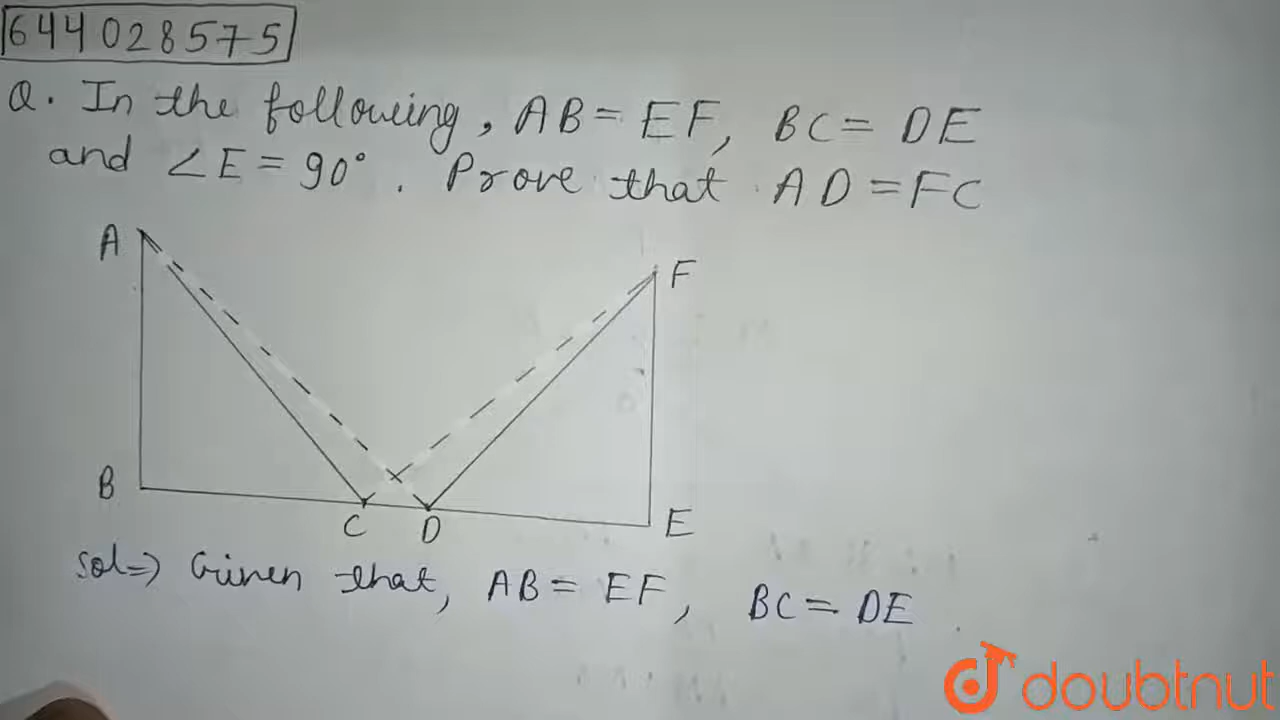 644028575
Q. In the following, AB = EF, BC = DE
and ∠E = 90°. Prove that AD = FC
A
F
B
C D E
Sol⇒ Given that, AB = EF, BC = DE
doubtnut